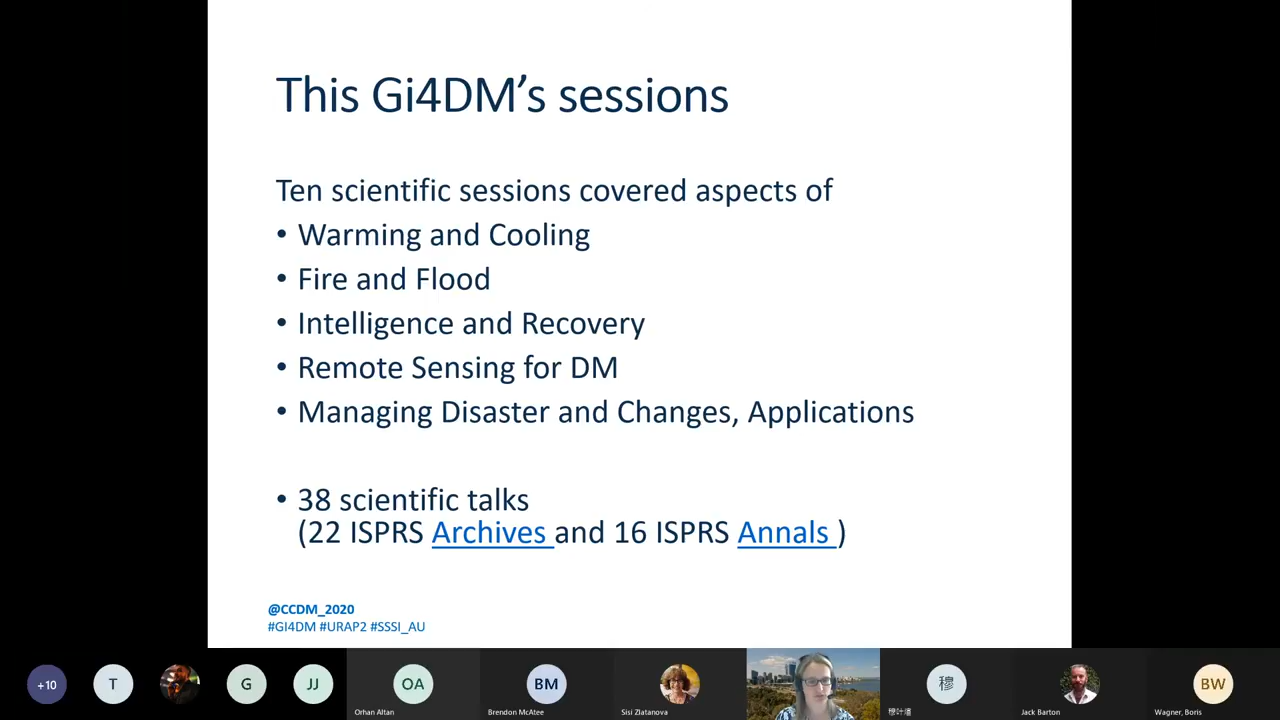 This Gi4DM’s sessions
Ten scientific sessions covered aspects of
• Warming and Cooling
• Fire and Flood
• Intelligence and Recovery
• Remote Sensing for DM
• Managing Disaster and Changes, Applications
• 38 scientific talks
(22 ISPRS Archives and 16 ISPRS Annals )
@CCDM_2020
#GI4DM #URAP2 #SSSI_AU
+10
T
G
JJ
OA
BM
穆
BW
Orhan Altan
Brendon McAtee
Sisi Zlatanova
Jack Barton
Wagner, Boris